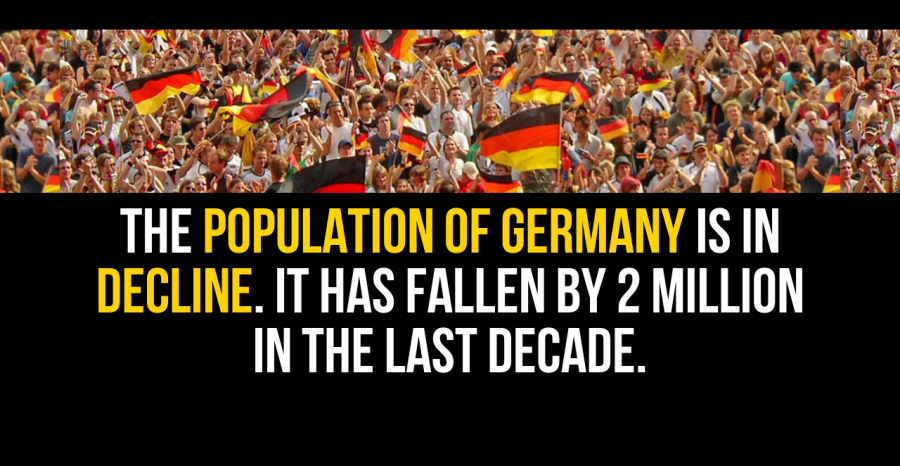 THE POPULATION OF GERMANY IS IN
DECLINE. IT HAS FALLEN BY 2 MILLION
IN THE LAST DECADE.